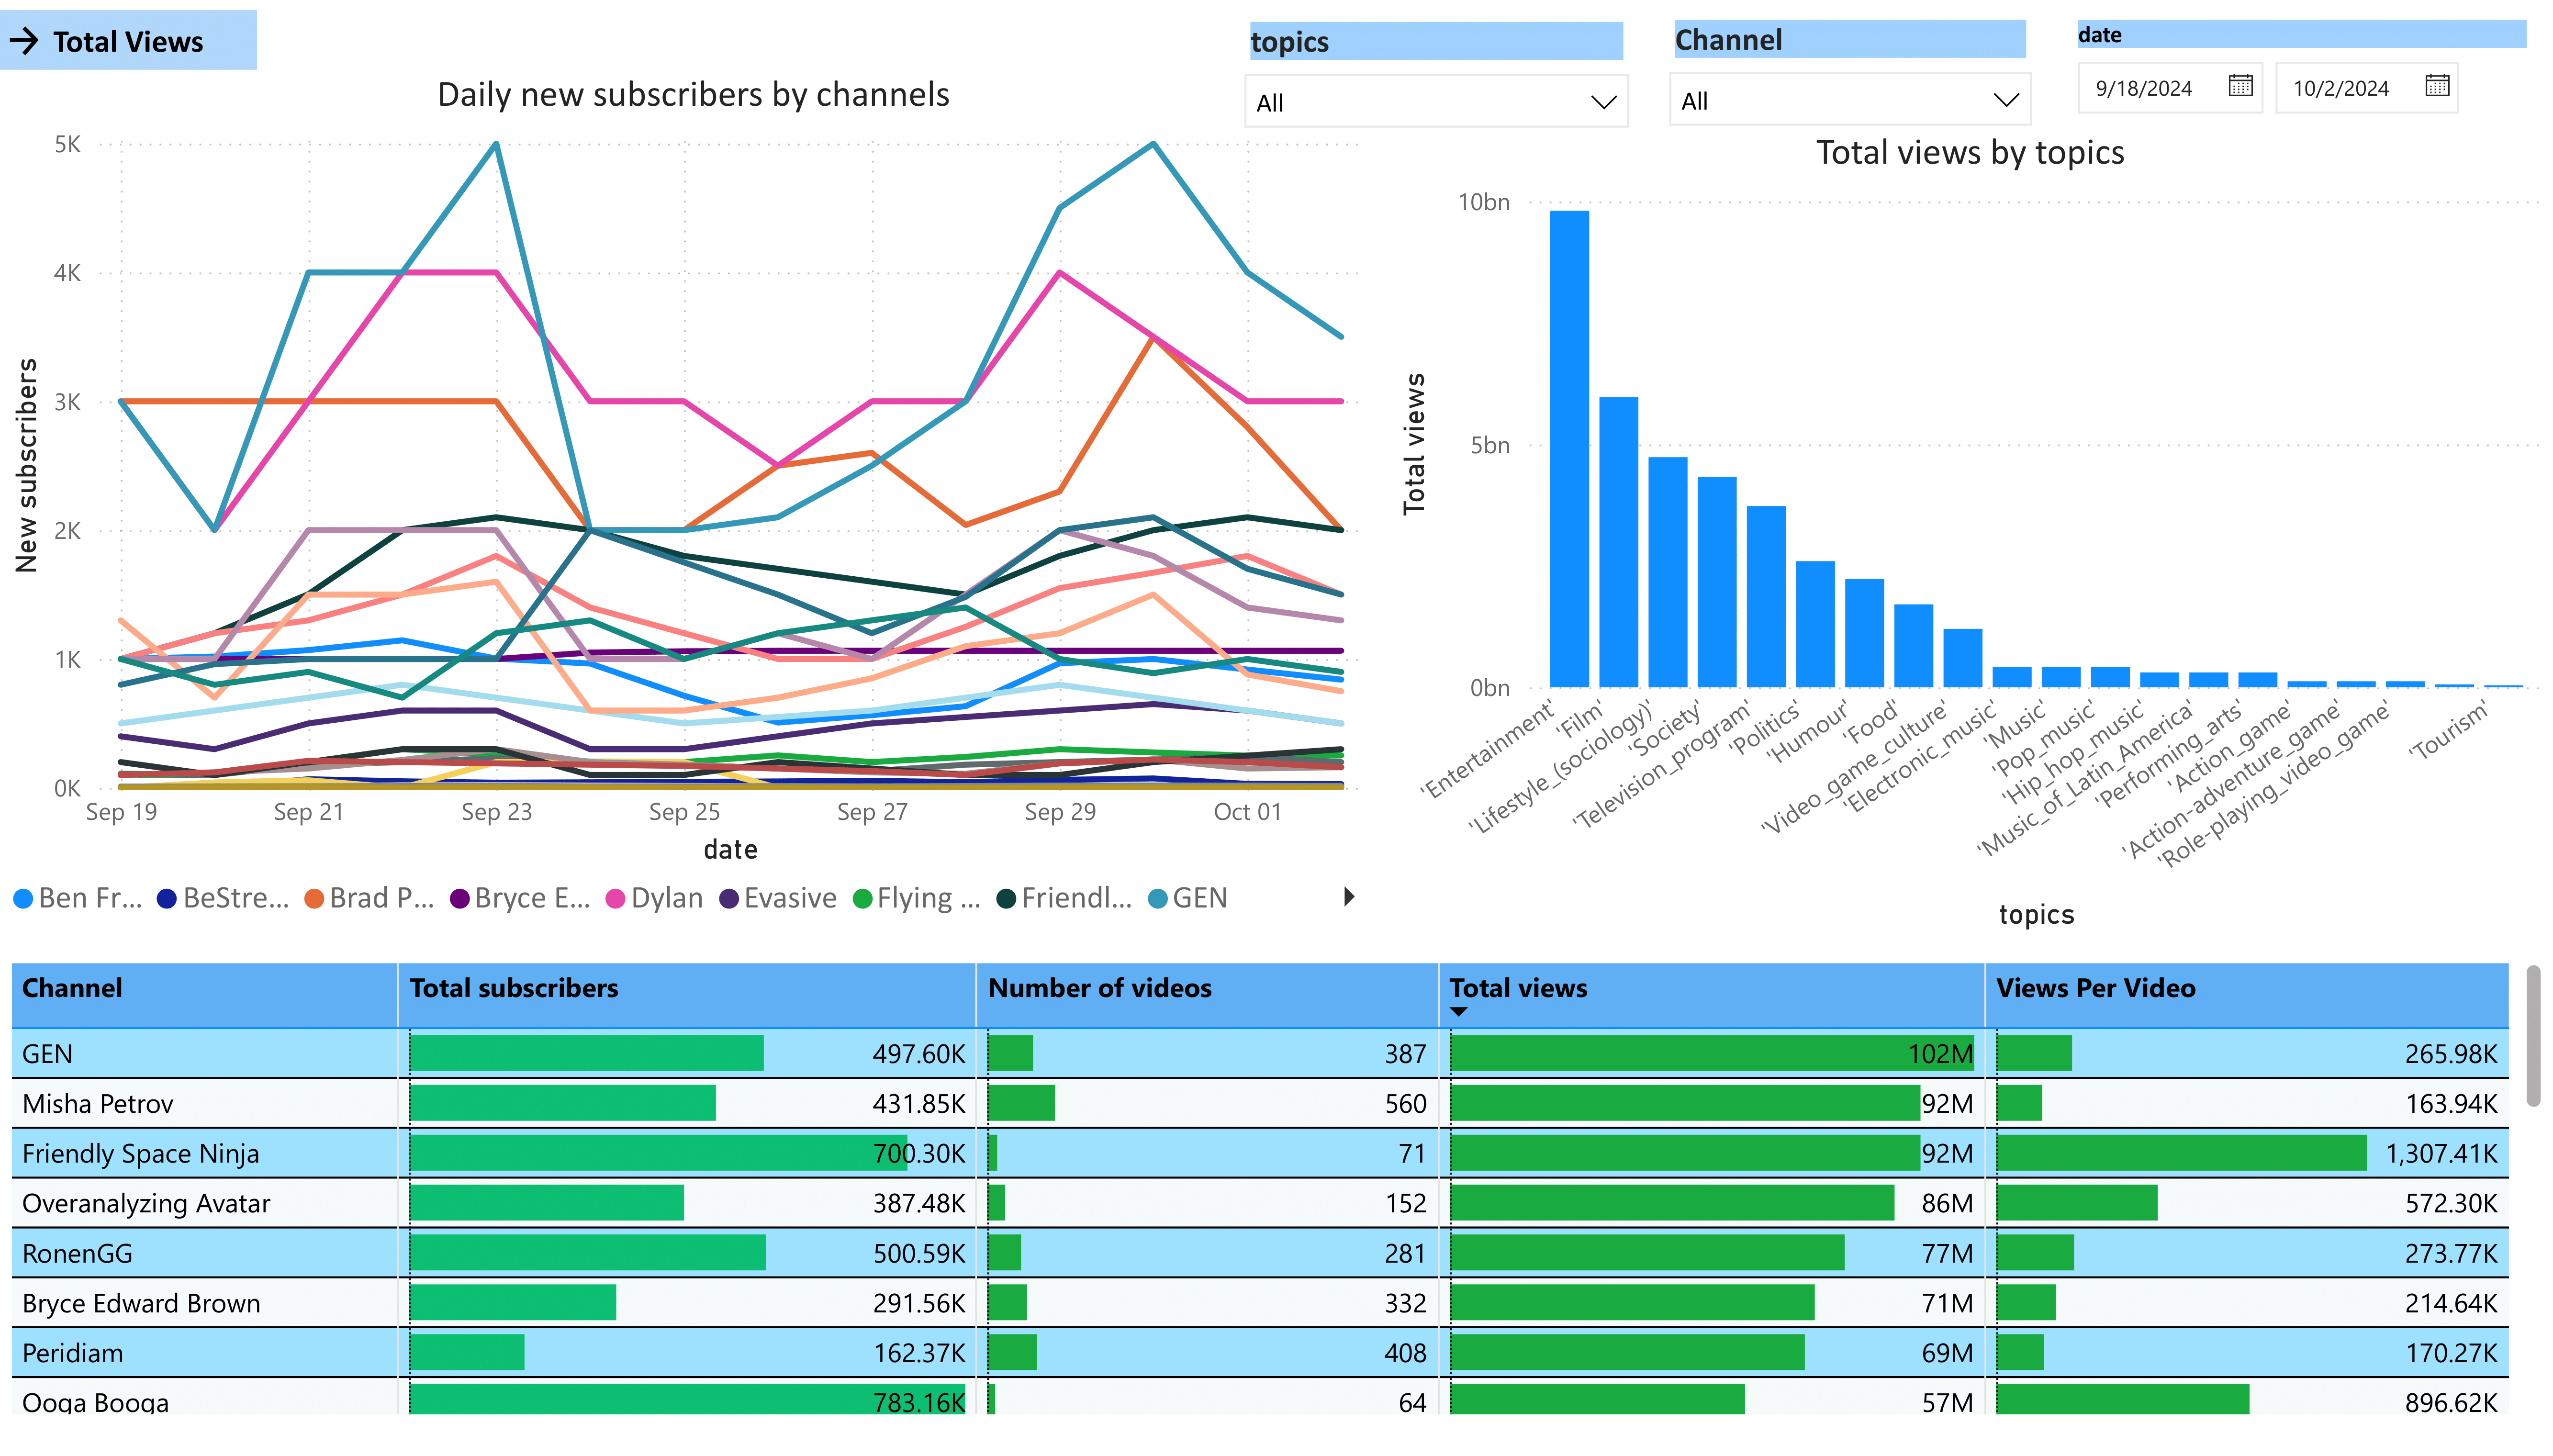 → Total Views
topics
Channel
date
All
All
9/18/2024
10/2/2024
Daily new subscribers by channels
5K
4K
3K
2K
1K
0K
New subscribers
Sep 19
Sep 21
Sep 23
Sep 25
Sep 27
Sep 29
Oct 01
date
Ben Fr... BeStre... Brad P... Bryce E... Dylan Evasive Flying ... Friendl... GEN
Total views by topics
10bn
5bn
0bn
Total views
'Entertainment'
'Film'
'Lifestyle_(sociology)'
'Society'
'Television_program'
'Politics'
'Humour'
'Food'
'Video_game_culture'
'Electronic_music'
'Music'
'Pop_music'
'Hip_hop_music'
'Music_of_Latin_America'
'Performing_arts'
'Action_game'
'Action-adventure_game'
'Role-playing_video_game'
'Tourism'
topics
Channel Total subscribers Number of videos Total views Views Per Video
GEN 497.60K 387 102M 265.98K
Misha Petrov 431.85K 560 92M 163.94K
Friendly Space Ninja 700.30K 71 92M 1,307.41K
Overanalyzing Avatar 387.48K 152 86M 572.30K
RonenGG 500.59K 281 77M 273.77K
Bryce Edward Brown 291.56K 332 71M 214.64K
Peridiam 162.37K 408 69M 170.27K
Ooga Booga 783.16K 64 57M 896.62K